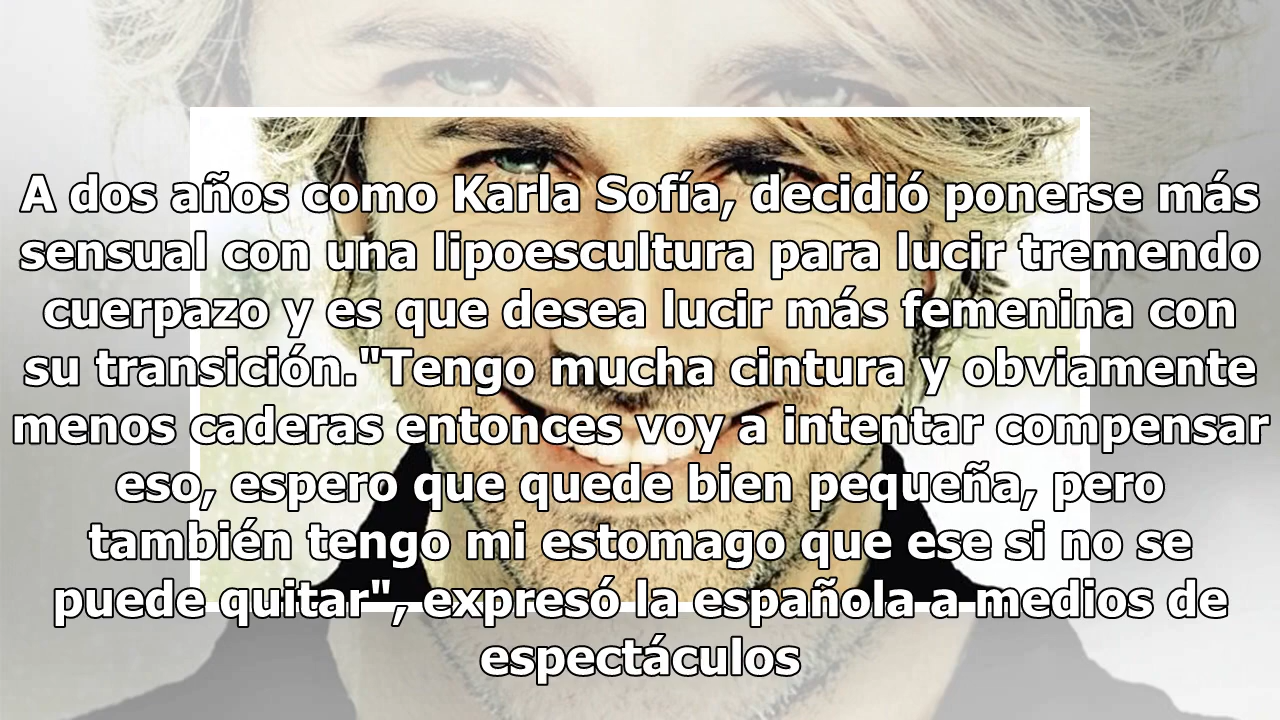 A dos años como Karla Sofía, decidió ponerse más
sensual con una lipoescultura para lucir tremendo
cuerpazo y es que desea lucir más femenina con
su transición."Tengo mucha cintura y obviamente
menos caderas entonces voy a intentar compensar
eso, espero que quede bien pequeña, pero
también tengo mi estomago que ese si no se
puede quitar", expresó la española a medios de
espectáculos